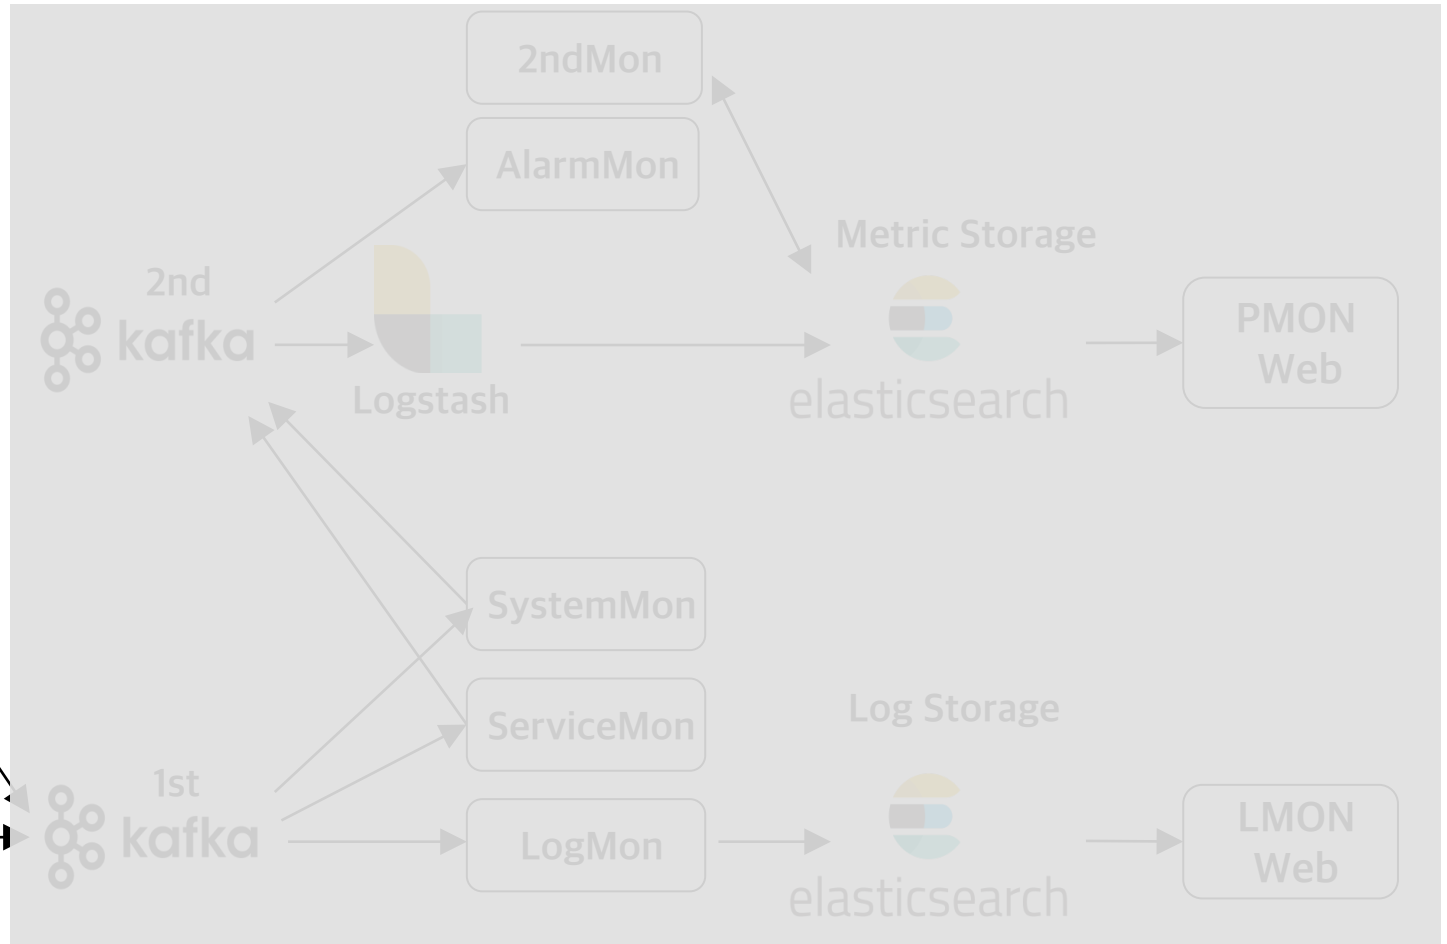 2ndMon
AlarmMon
Metric Storage
2nd
kafka
Logstash
elasticsearch
PMON
Web
SystemMon
ServiceMon
Log Storage
1st
kafka
LogMon
elasticsearch
LMON
Web